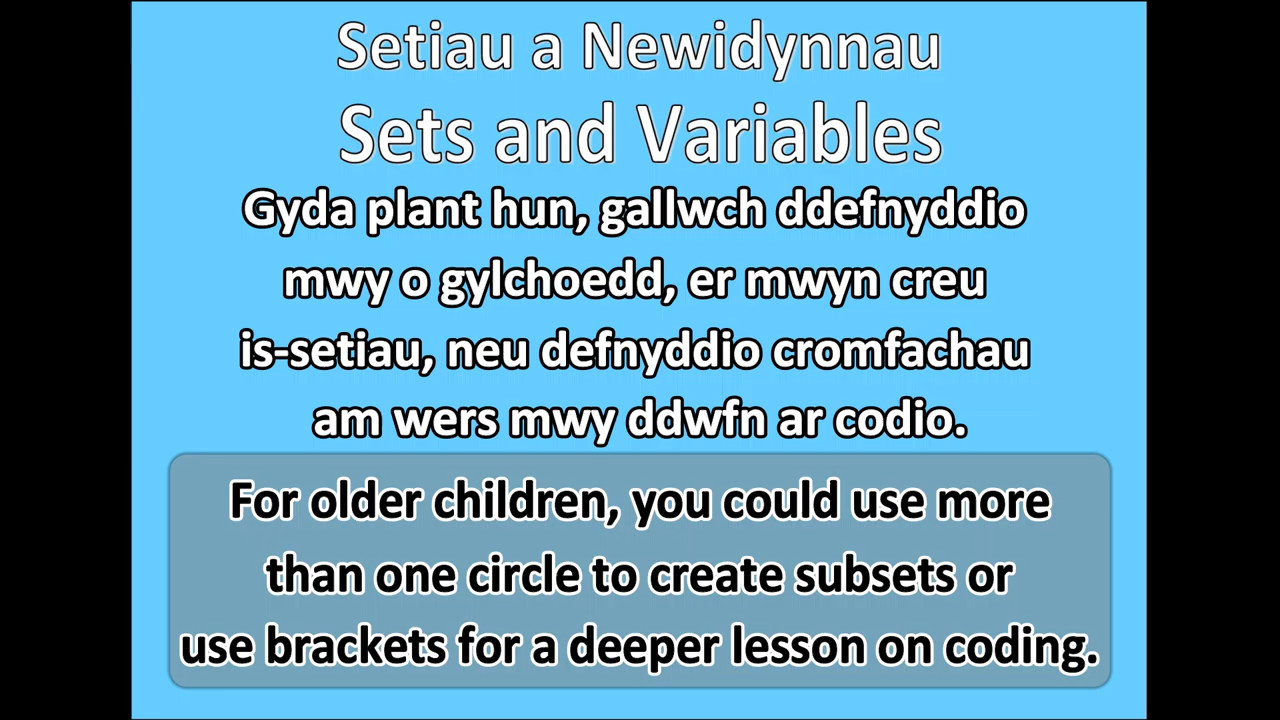 Setiau a Newidynnau
Sets and Variables
Gyda plant hun, gallwch ddefnyddio
mwy o gylchoedd, er mwyn creu
is-setiau, neu defnyddio cromfachau
am wers mwy ddwfn ar codio.
For older children, you could use more
than one circle to create subsets or
use brackets for a deeper lesson on coding.